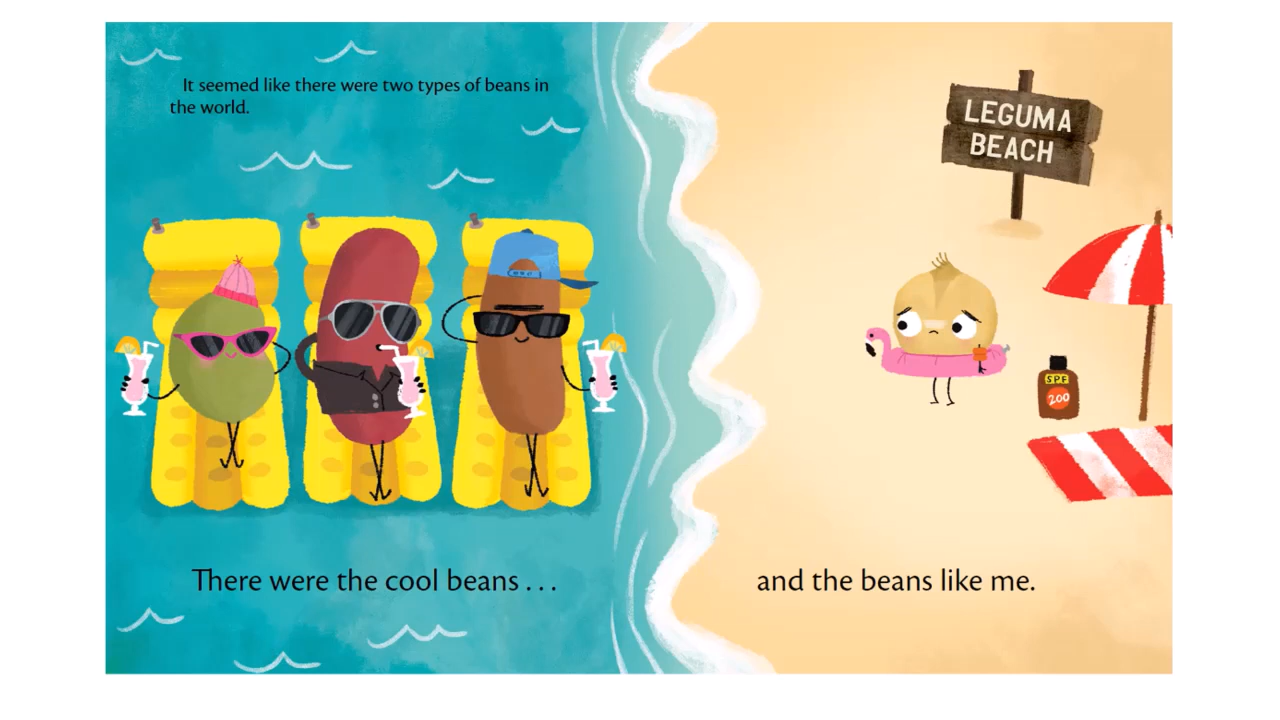 It seemed like there were two types of beans in
the world.
There were the cool beans . . .
LEGUMA
BEACH
SPF
200
and the beans like me.